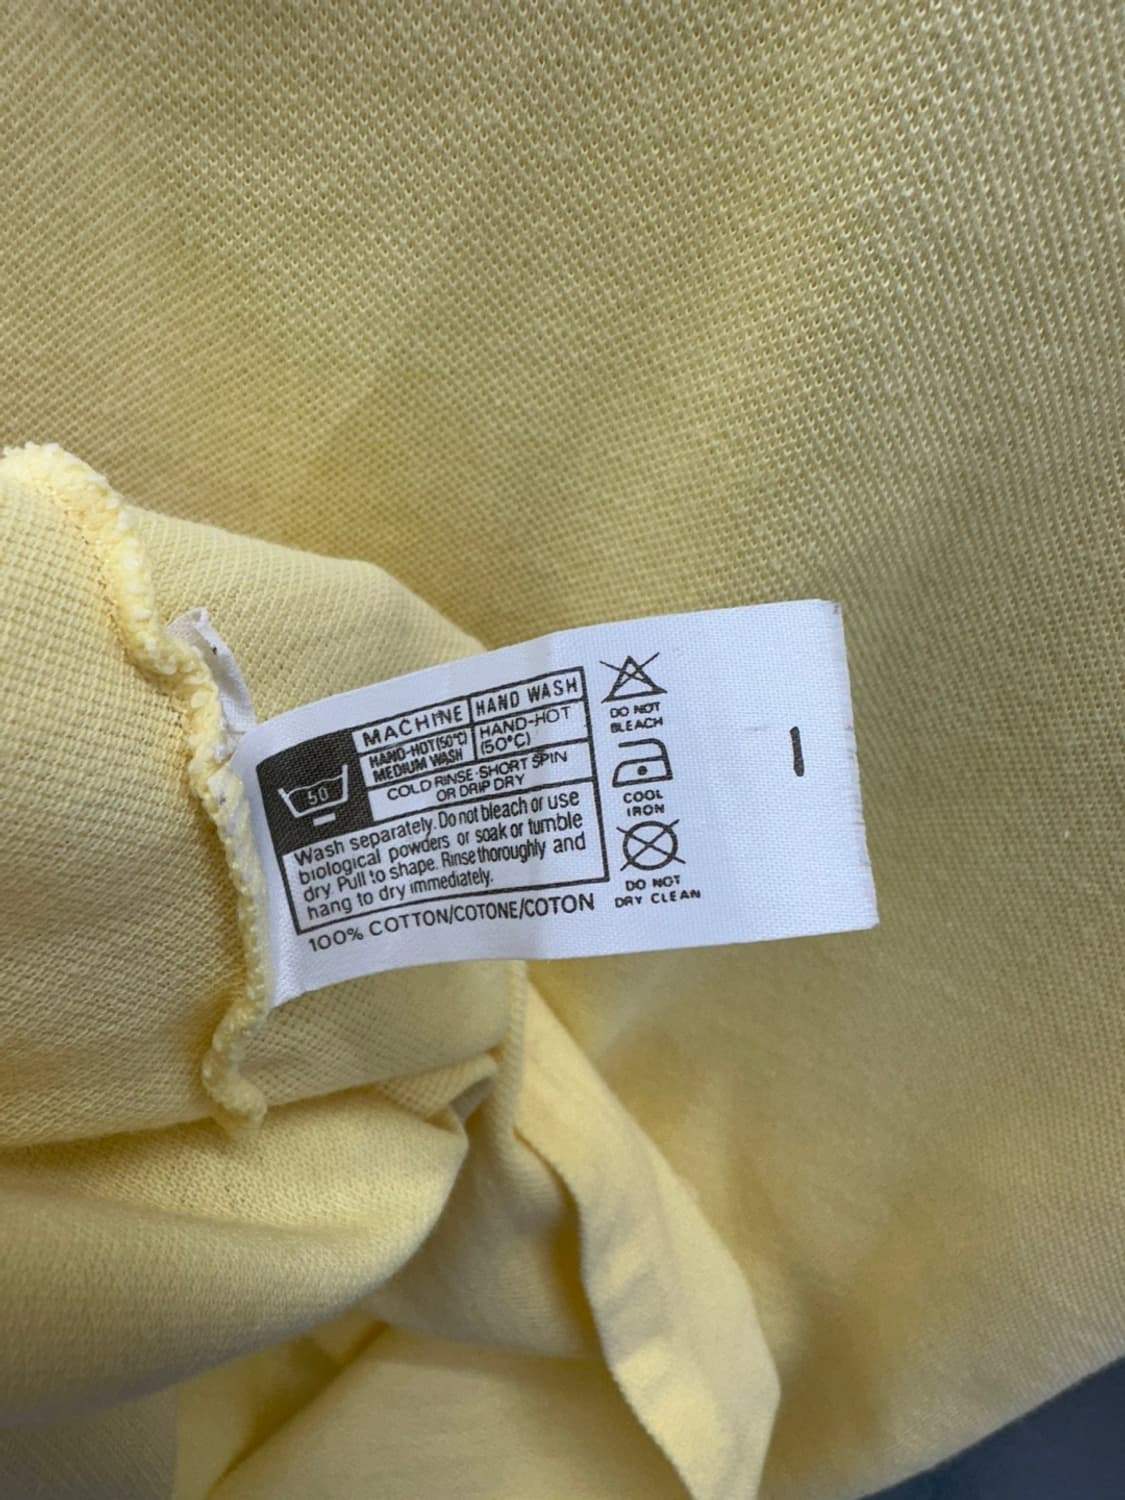 MACHINE HAND WASH
HAND-HOT(50°C) HAND-HOT
MEDIUM WASH (50°C)
50
COLD RINSE·SHORT SPIN
OR DRIP DRY
Wash separately. Do not bleach or use
biological powders or soak or tumble
dry Pull to shape. Rinse thoroughly and
hang to dry immediately.
100% COTTON/COTONE/COTON
DO NOT
BLEACH
COOL
IRON
DO NOT
DRY CLEAN
I